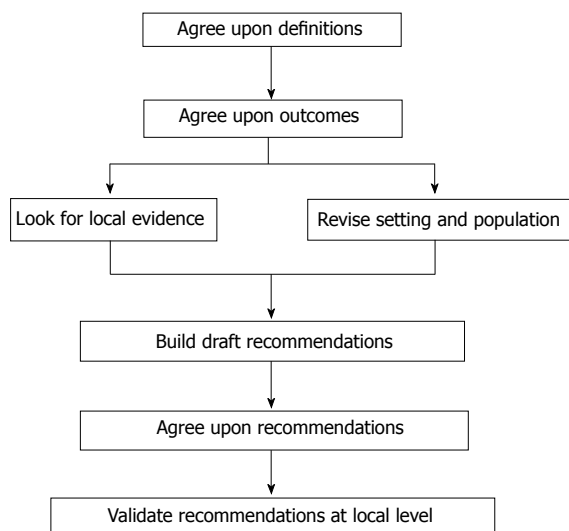 Agree upon definitions
Agree upon outcomes
Look for local evidence
Revise setting and population
Build draft recommendations
Agree upon recommendations
Validate recommendations at local level